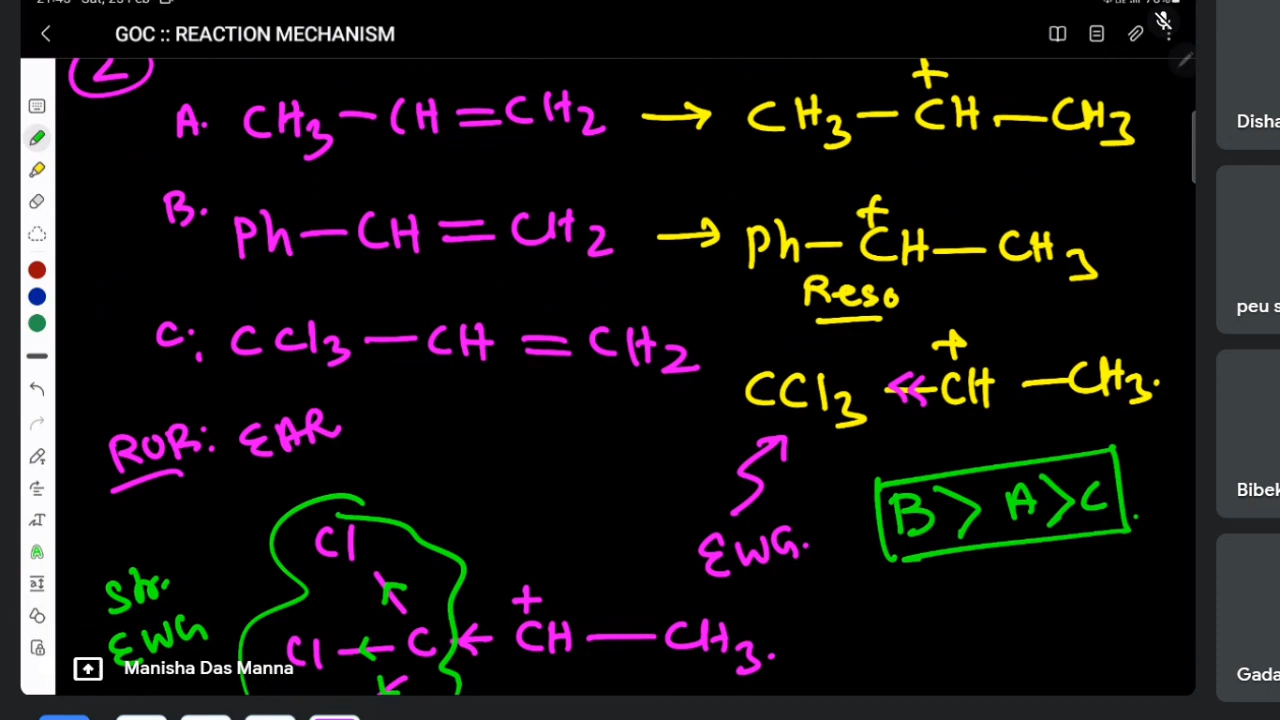 GOC :: REACTION MECHANISM
2
A. CH3 — CH = CH2 → CH3 — C+H — CH3
B. Ph — CH = CH2 → Ph — C+H — CH3
Reso
C. CCl3 — CH = CH2
CCl3 — C+H — CH3.
ROR: EAR
EWG.
B > A > C
Cl
Str.
EWG
Cl ← C ← C+H — CH3.
Manisha Das Manna
Disha
peu s
Bibek
Gada